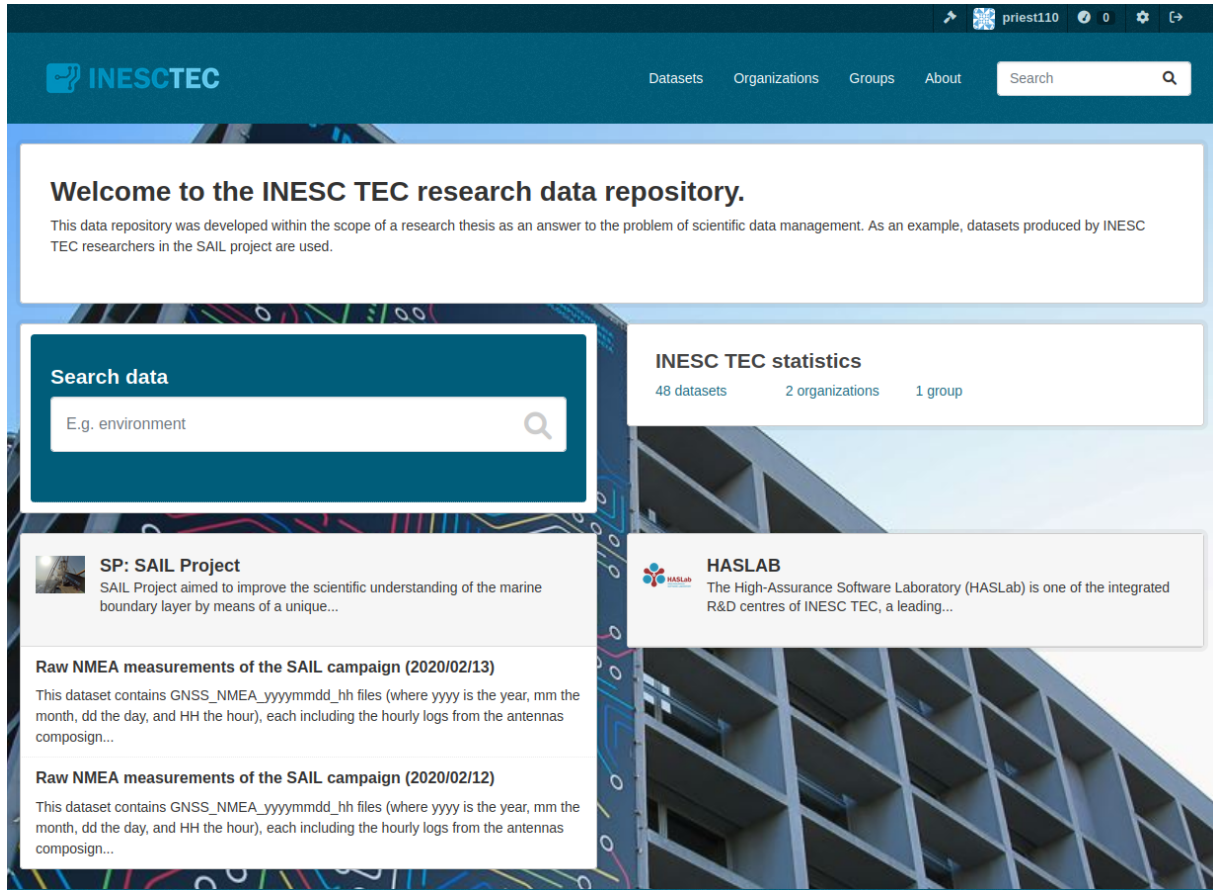 priest110 0
INESCTEC
Datasets Organizations Groups About Search
Welcome to the INESC TEC research data repository.
This data repository was developed within the scope of a research thesis as an answer to the problem of scientific data management. As an example, datasets produced by INESC
TEC researchers in the SAIL project are used.
Search data
E.g. environment
INESC TEC statistics
48 datasets 2 organizations 1 group
SP: SAIL Project
SAIL Project aimed to improve the scientific understanding of the marine
boundary layer by means of a unique...
HASLab
HASLAB
The High-Assurance Software Laboratory (HASLab) is one of the integrated
R&D centres of INESC TEC, a leading...
Raw NMEA measurements of the SAIL campaign (2020/02/13)
This dataset contains GNSS_NMEA_yyyymmdd_hh files (where yyyy is the year, mm the
month, dd the day, and HH the hour), each including the hourly logs from the antennas
composign...
Raw NMEA measurements of the SAIL campaign (2020/02/12)
This dataset contains GNSS_NMEA_yyyymmdd_hh files (where yyyy is the year, mm the
month, dd the day, and HH the hour), each including the hourly logs from the antennas
composign...